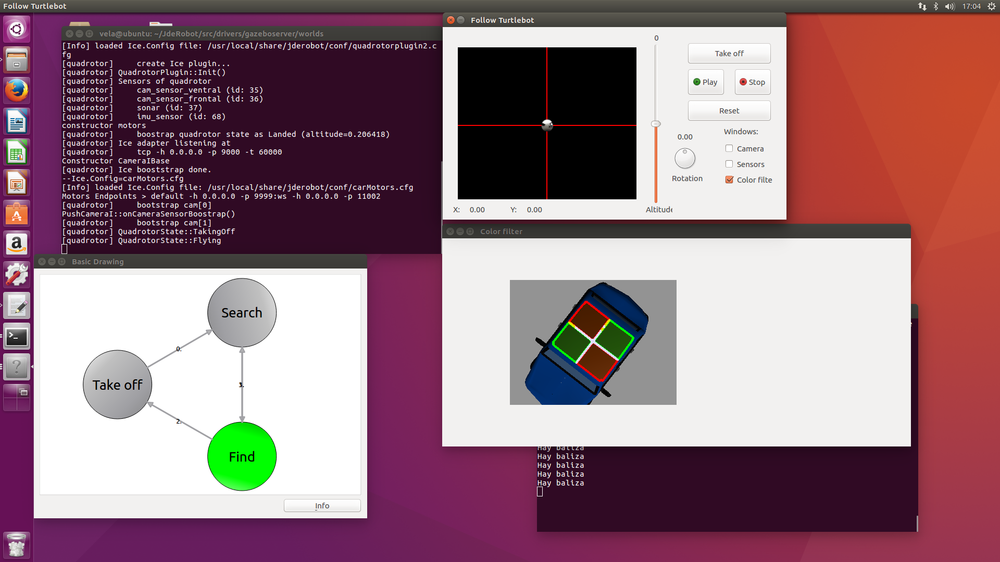 Follow Turtlebot
17:04
vela@ubuntu: ~/JdeRobot/src/drivers/gazeboserver/worlds
[Info] loaded Ice.Config file: /usr/local/share/jderobot/conf/quadrotorplugin2.c
fg
[quadrotor]     create Ice plugin...
[quadrotor] QuadrotorPlugin::Init()
[quadrotor] Sensors of quadrotor
[quadrotor]     cam_sensor_ventral (id: 35)
[quadrotor]     cam_sensor_frontal (id: 36)
[quadrotor]     sonar (id: 37)
[quadrotor]     imu_sensor (id: 68)
constructor motors
[quadrotor]     boostrap quadrotor state as Landed (altitude=0.206418)
[quadrotor] Ice adapter listening at
[quadrotor]     tcp -h 0.0.0.0 -p 9000 -t 60000
Constructor CameraIBase
[quadrotor] Ice booststrap done.
--Ice.Config=carMotors.cfg
[Info] loaded Ice.Config file: /usr/local/share/jderobot/conf/carMotors.cfg
Motors Endpoints > default -h 0.0.0.0 -p 9999:ws -h 0.0.0.0 -p 11002
[quadrotor]     bootstrap cam[0]
PushCameraI::onCameraSensorBoostrap()
[quadrotor]     bootstrap cam[1]
[quadrotor] QuadrotorState::TakingOff
[quadrotor] QuadrotorState::Flying
Follow Turtlebot
0
Take off
Play
Stop
Reset
Windows:
0.00
Camera
Sensors
Rotation
Color filte
X: 0.00 Y: 0.00
Altitude
Basic Drawing
Search
0.
Take off
3.
2.
Find
Info
Color filter
Hay baliza
Hay baliza
Hay baliza
Hay baliza
Hay baliza